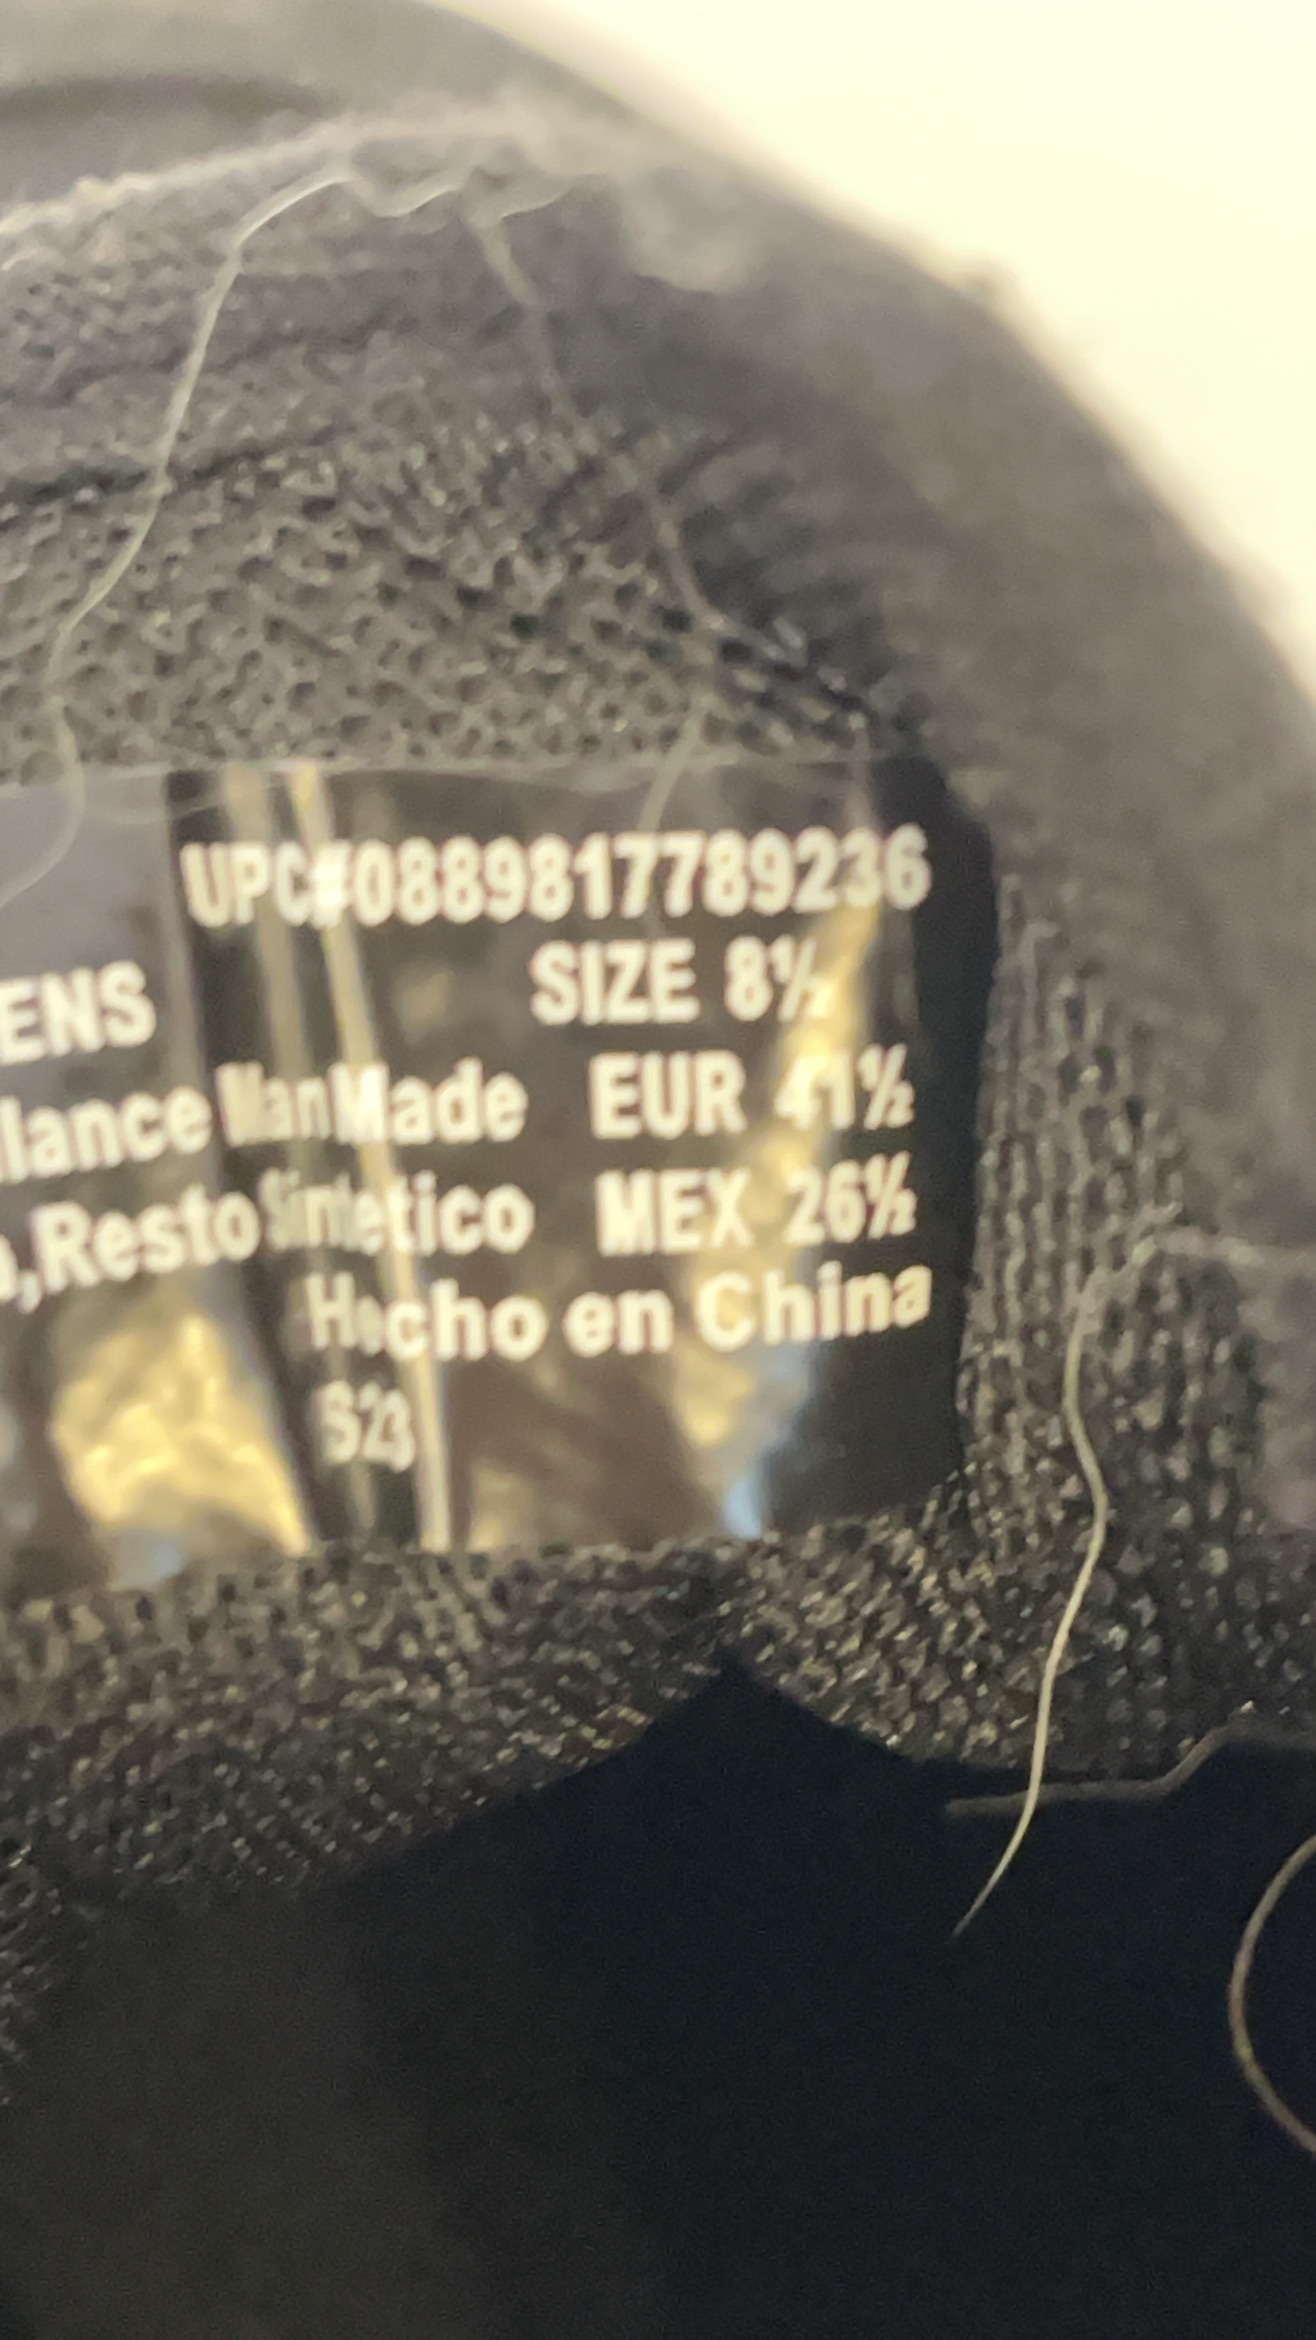 UPC#0889817789236
SIZE 8½
ENS
lance ManMade EUR 41½
,Resto Sintetico MEX 26½
Hecho en China
S23